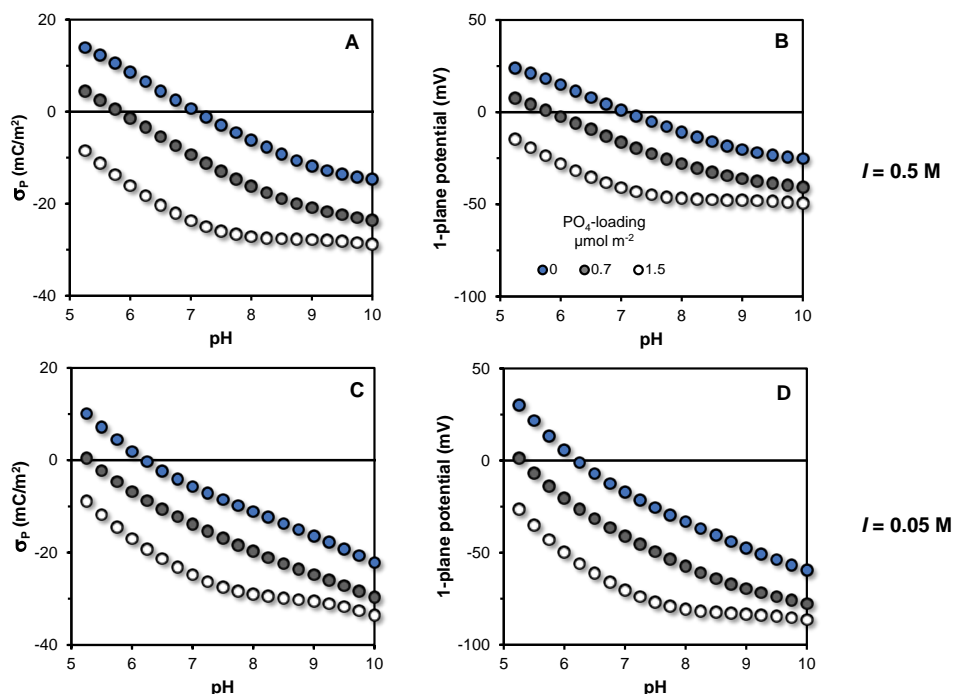 A
20
0
-20
-40
σP (mC/m²)
5 6 7 8 9 10
pH
B
50
0
-50
-100
1-plane potential (mV)
PO₄-loading
µmol m⁻²
0 0.7 1.5
5 6 7 8 9 10
pH
I = 0.5 M
C
20
0
-20
-40
σP (mC/m²)
5 6 7 8 9 10
pH
D
50
0
-50
-100
1-plane potential (mV)
5 6 7 8 9 10
pH
I = 0.05 M